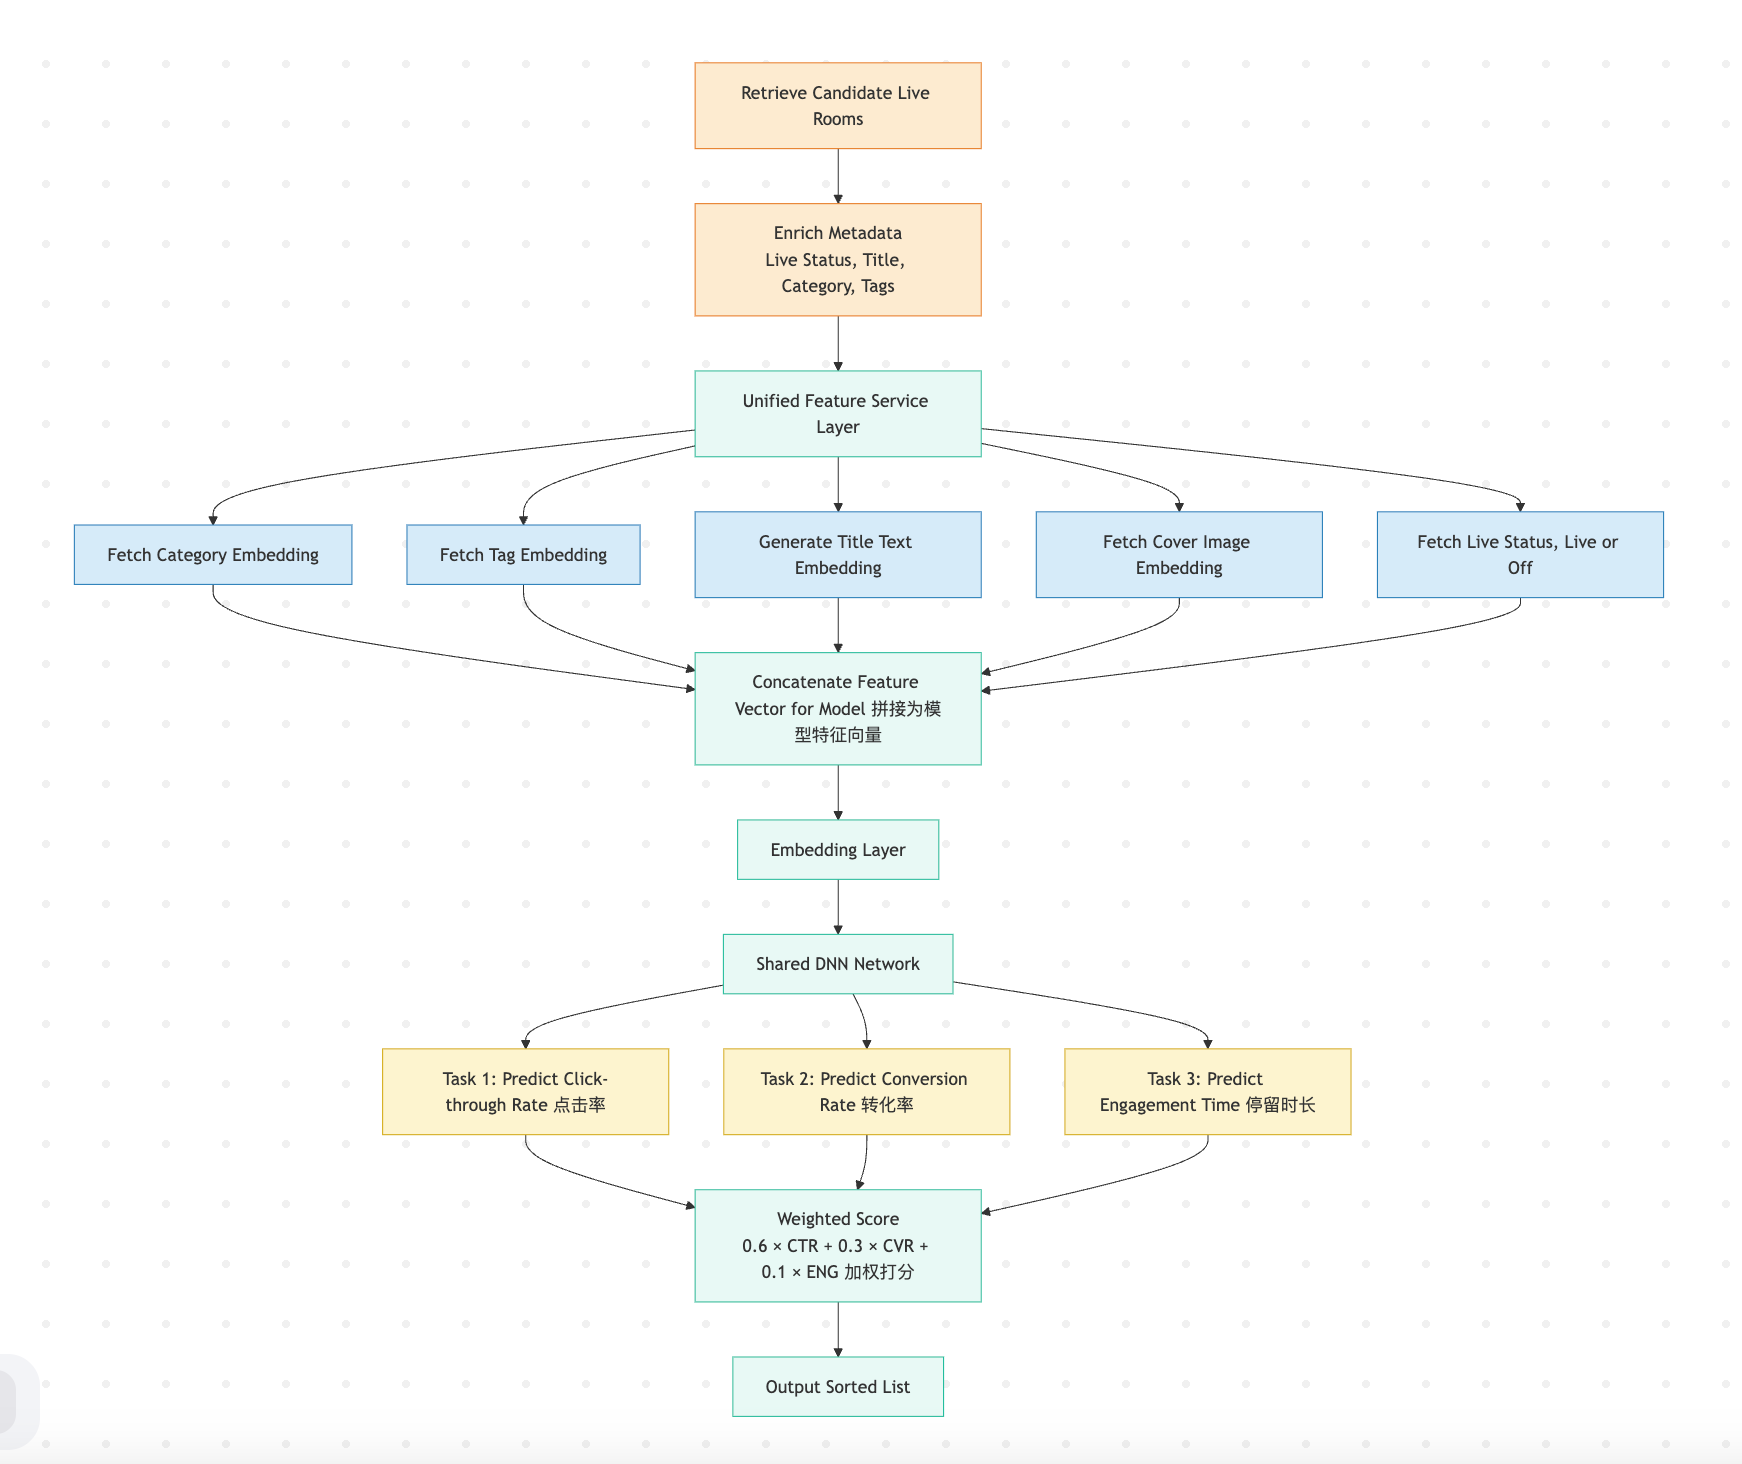 Retrieve Candidate Live
Rooms
Enrich Metadata
Live Status, Title,
Category, Tags
Unified Feature Service
Layer
Fetch Category Embedding
Fetch Tag Embedding
Generate Title Text
Embedding
Fetch Cover Image
Embedding
Fetch Live Status, Live or
Off
Concatenate Feature
Vector for Model 拼接为模
型特征向量
Embedding Layer
Shared DNN Network
Task 1: Predict Click-
through Rate 点击率
Task 2: Predict Conversion
Rate 转化率
Task 3: Predict
Engagement Time 停留时长
Weighted Score
0.6 × CTR + 0.3 × CVR +
0.1 × ENG 加权打分
Output Sorted List